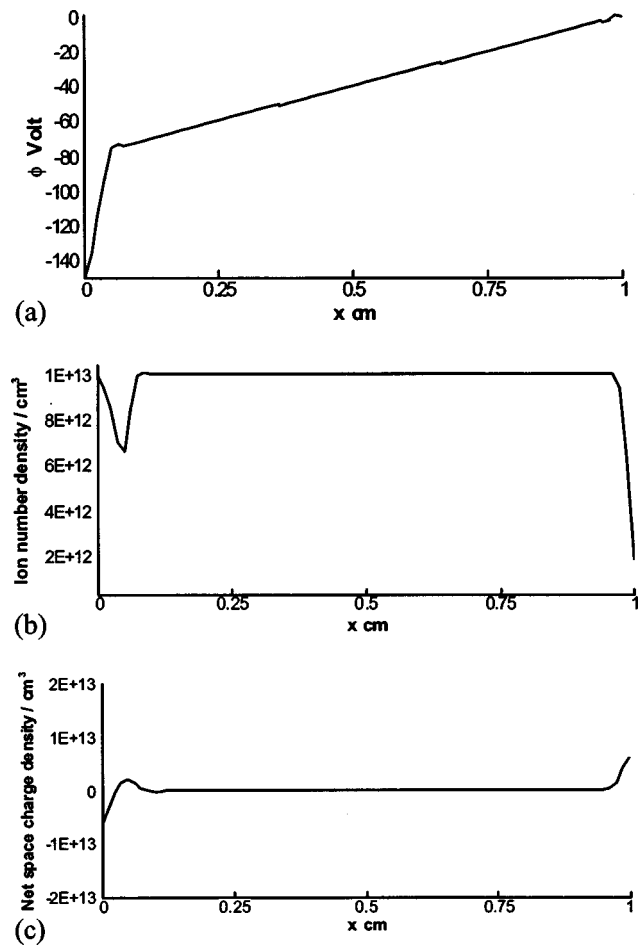 0
-20
-40
-60
-80
-100
-120
-140
ϕ Volt
0
0.25
0.5
0.75
1
x cm
(a)
1E+13
8E+12
6E+12
4E+12
2E+12
Ion number density / cm³
0
0.25
0.5
0.75
1
x cm
(b)
2E+13
1E+13
0
-1E+13
-2E+13
Net space charge density / cm³
0
0.25
0.5
0.75
1
x cm
(c)